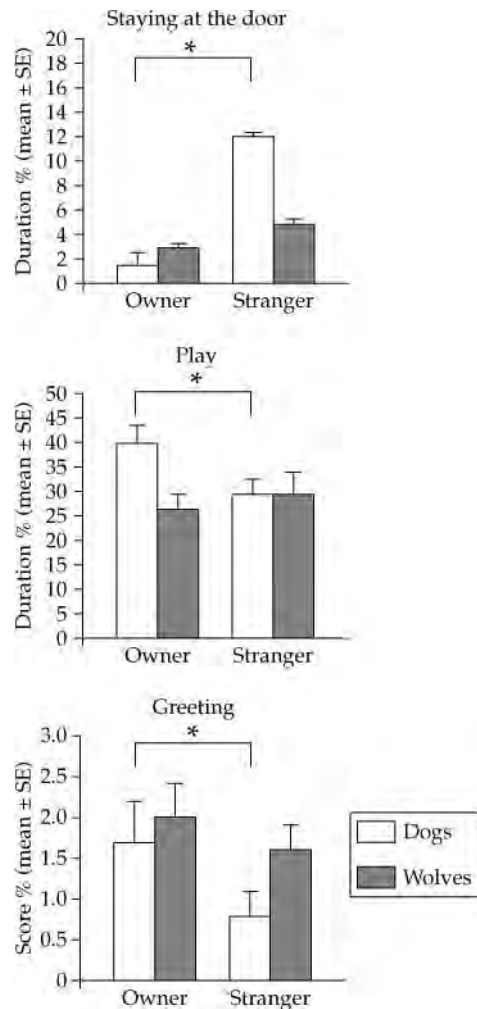 Staying at the door
*
20
18
16
14
12
10
8
6
4
2
0
Duration % (mean ± SE)
Owner Stranger
Play
*
50
45
40
35
30
25
20
15
10
5
0
Duration % (mean ± SE)
Owner Stranger
Greeting
*
3.0
2.5
2.0
1.5
1.0
0.5
0
Score % (mean ± SE)
Owner Stranger
Dogs
Wolves